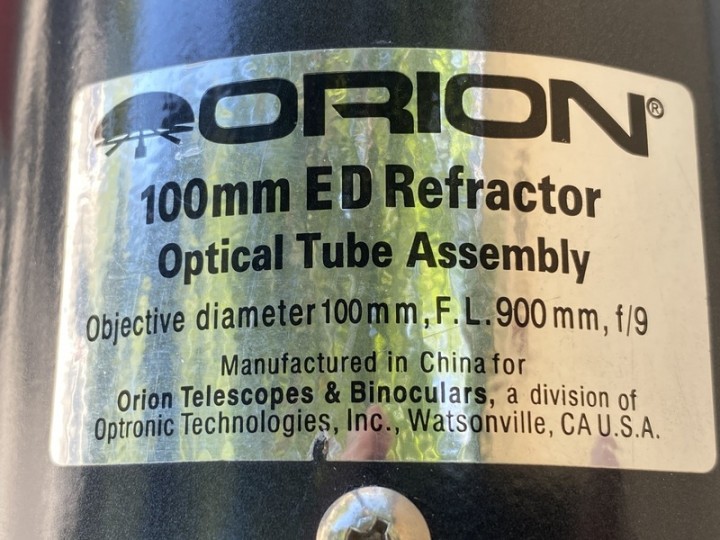 ORION®
100mm ED Refractor
Optical Tube Assembly
Objective diameter 100mm, F.L. 900mm, f/9
Manufactured in China for
Orion Telescopes & Binoculars, a division of
Optronic Technologies, Inc., Watsonville, CA U.S.A.